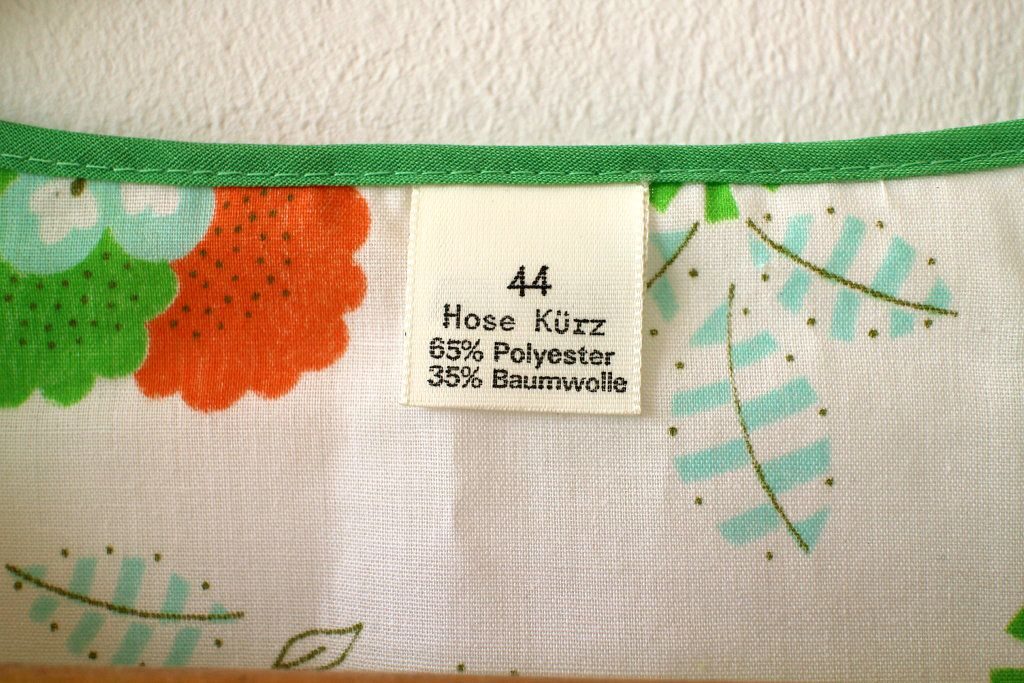 44
Hose Kürz
65% Polyester
35% Baumwolle